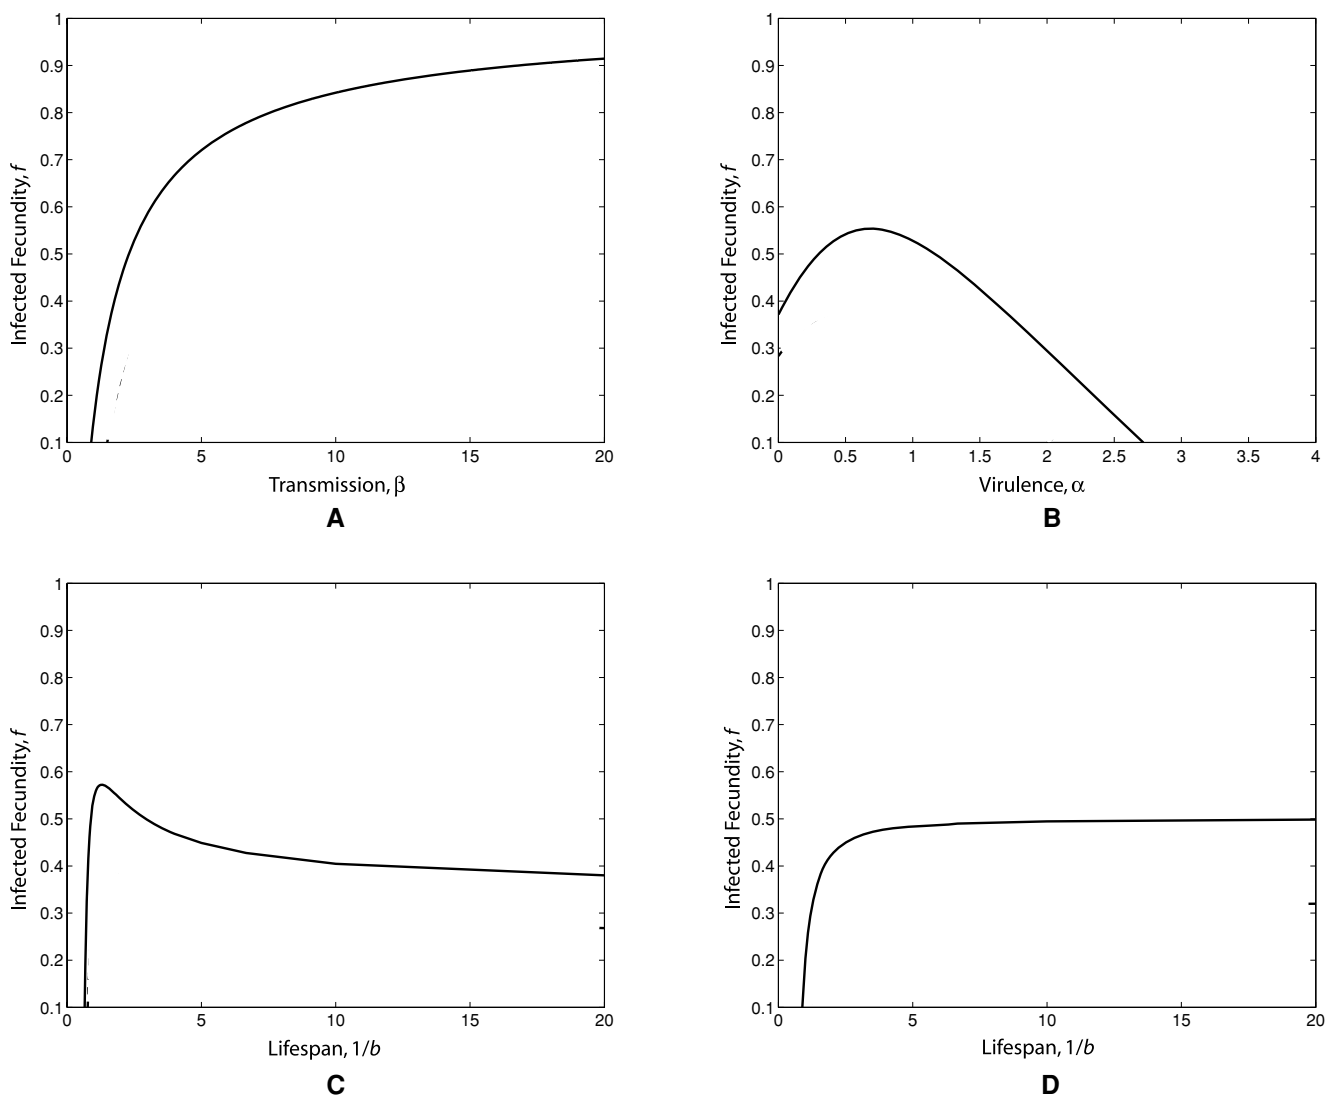 1
0.9
0.8
0.7
0.6
0.5
0.4
0.3
0.2
0.1
Infected Fecundity, f
0 5 10 15 20
Transmission, β
A
1
0.9
0.8
0.7
0.6
0.5
0.4
0.3
0.2
0.1
Infected Fecundity, f
0 0.5 1 1.5 2 2.5 3 3.5 4
Virulence, α
B
1
0.9
0.8
0.7
0.6
0.5
0.4
0.3
0.2
0.1
Infected Fecundity, f
0 5 10 15 20
Lifespan, 1/b
C
1
0.9
0.8
0.7
0.6
0.5
0.4
0.3
0.2
0.1
Infected Fecundity, f
0 5 10 15 20
Lifespan, 1/b
D